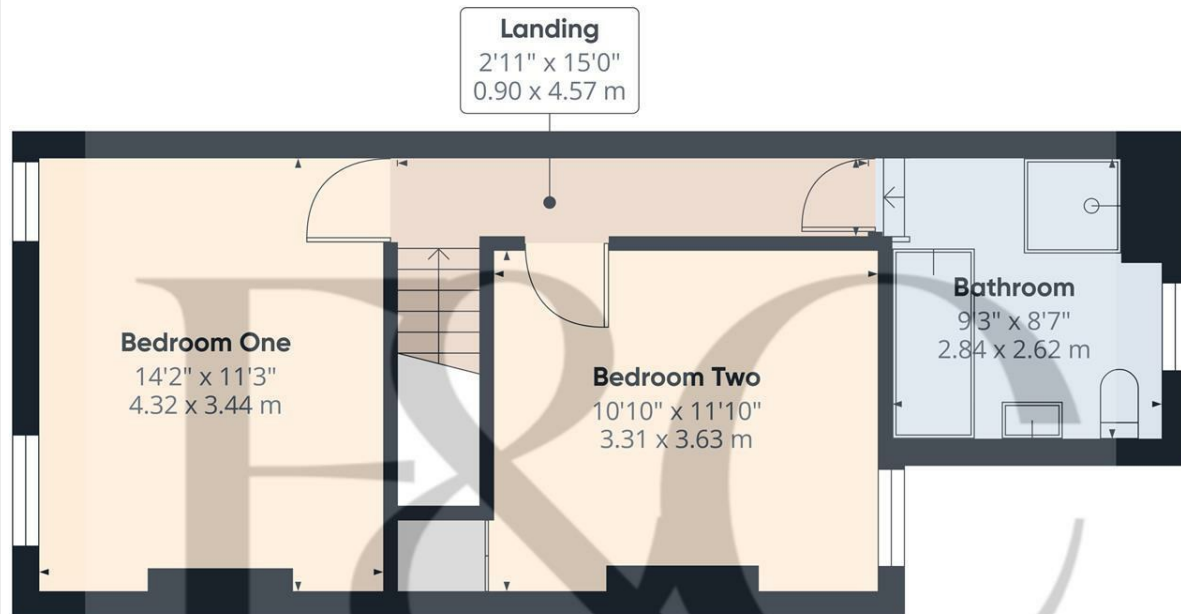 Landing
2'11" x 15'0"
0.90 x 4.57 m
Bathroom
9'3" x 8'7"
2.84 x 2.62 m
Bedroom One
14'2" x 11'3"
4.32 x 3.44 m
Bedroom Two
10'10" x 11'10"
3.31 x 3.63 m
F&C